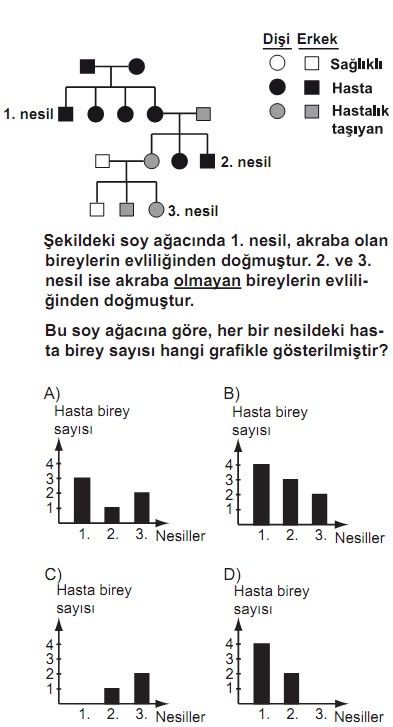 Dişi Erkek
Sağlıklı
Hasta
Hastalık
taşıyan
1. nesil
2. nesil
3. nesil
Şekildeki soy ağacında 1. nesil, akraba olan
bireylerin evliliğinden doğmuştur. 2. ve 3.
nesil ise akraba olmayan bireylerin evlili-
ğinden doğmuştur.
Bu soy ağacına göre, her bir nesildeki has-
ta birey sayısı hangi grafikle gösterilmiştir?
A)
Hasta birey
sayısı
4
3
2
1
1. 2. 3. Nesiller
B)
Hasta birey
sayısı
4
3
2
1
1. 2. 3. Nesiller
C)
Hasta birey
sayısı
4
3
2
1
1. 2. 3. Nesiller
D)
Hasta birey
sayısı
4
3
2
1
1. 2. 3. Nesiller